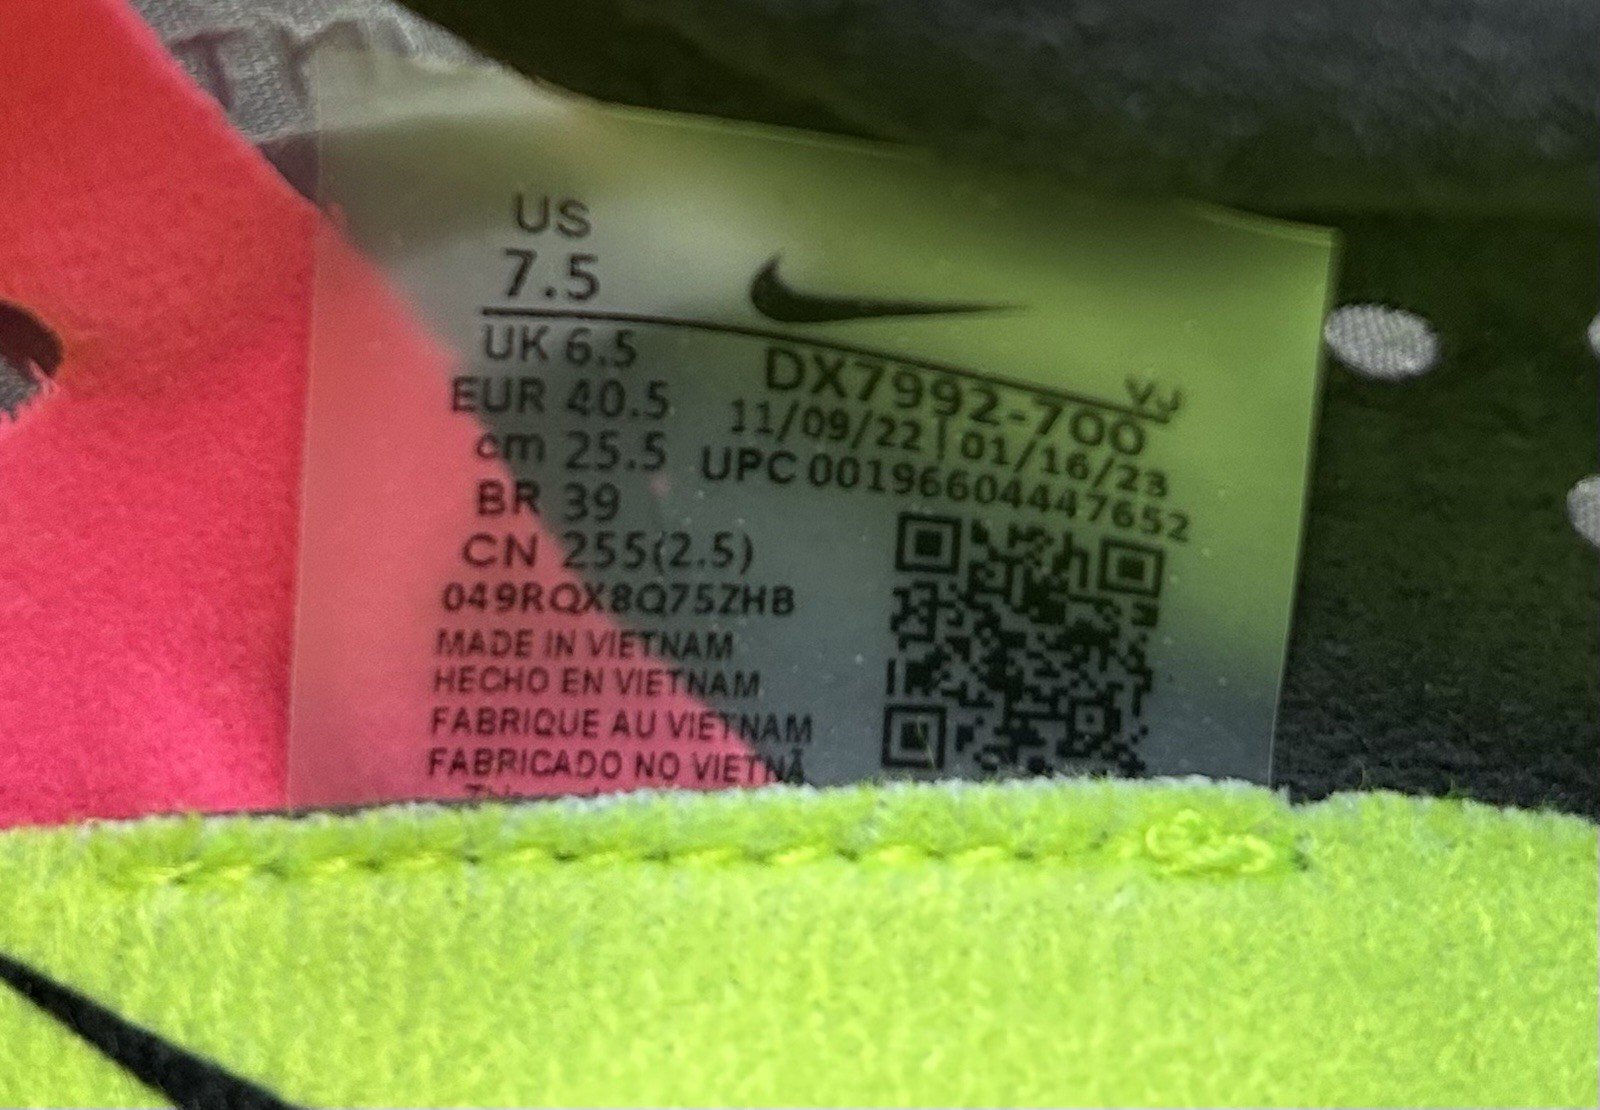 US
7.5
UK 6.5
EUR 40.5
cm 25.5
BR 39
CN 255(2.5)
049RQX8Q75ZHB
MADE IN VIETNAM
HECHO EN VIETNAM
FABRIQUE AU VIETNAM
FABRICADO NO VIETNÃ
VJ
DX7992-700
11/09/22 | 01/16/23
UPC 00196604447652